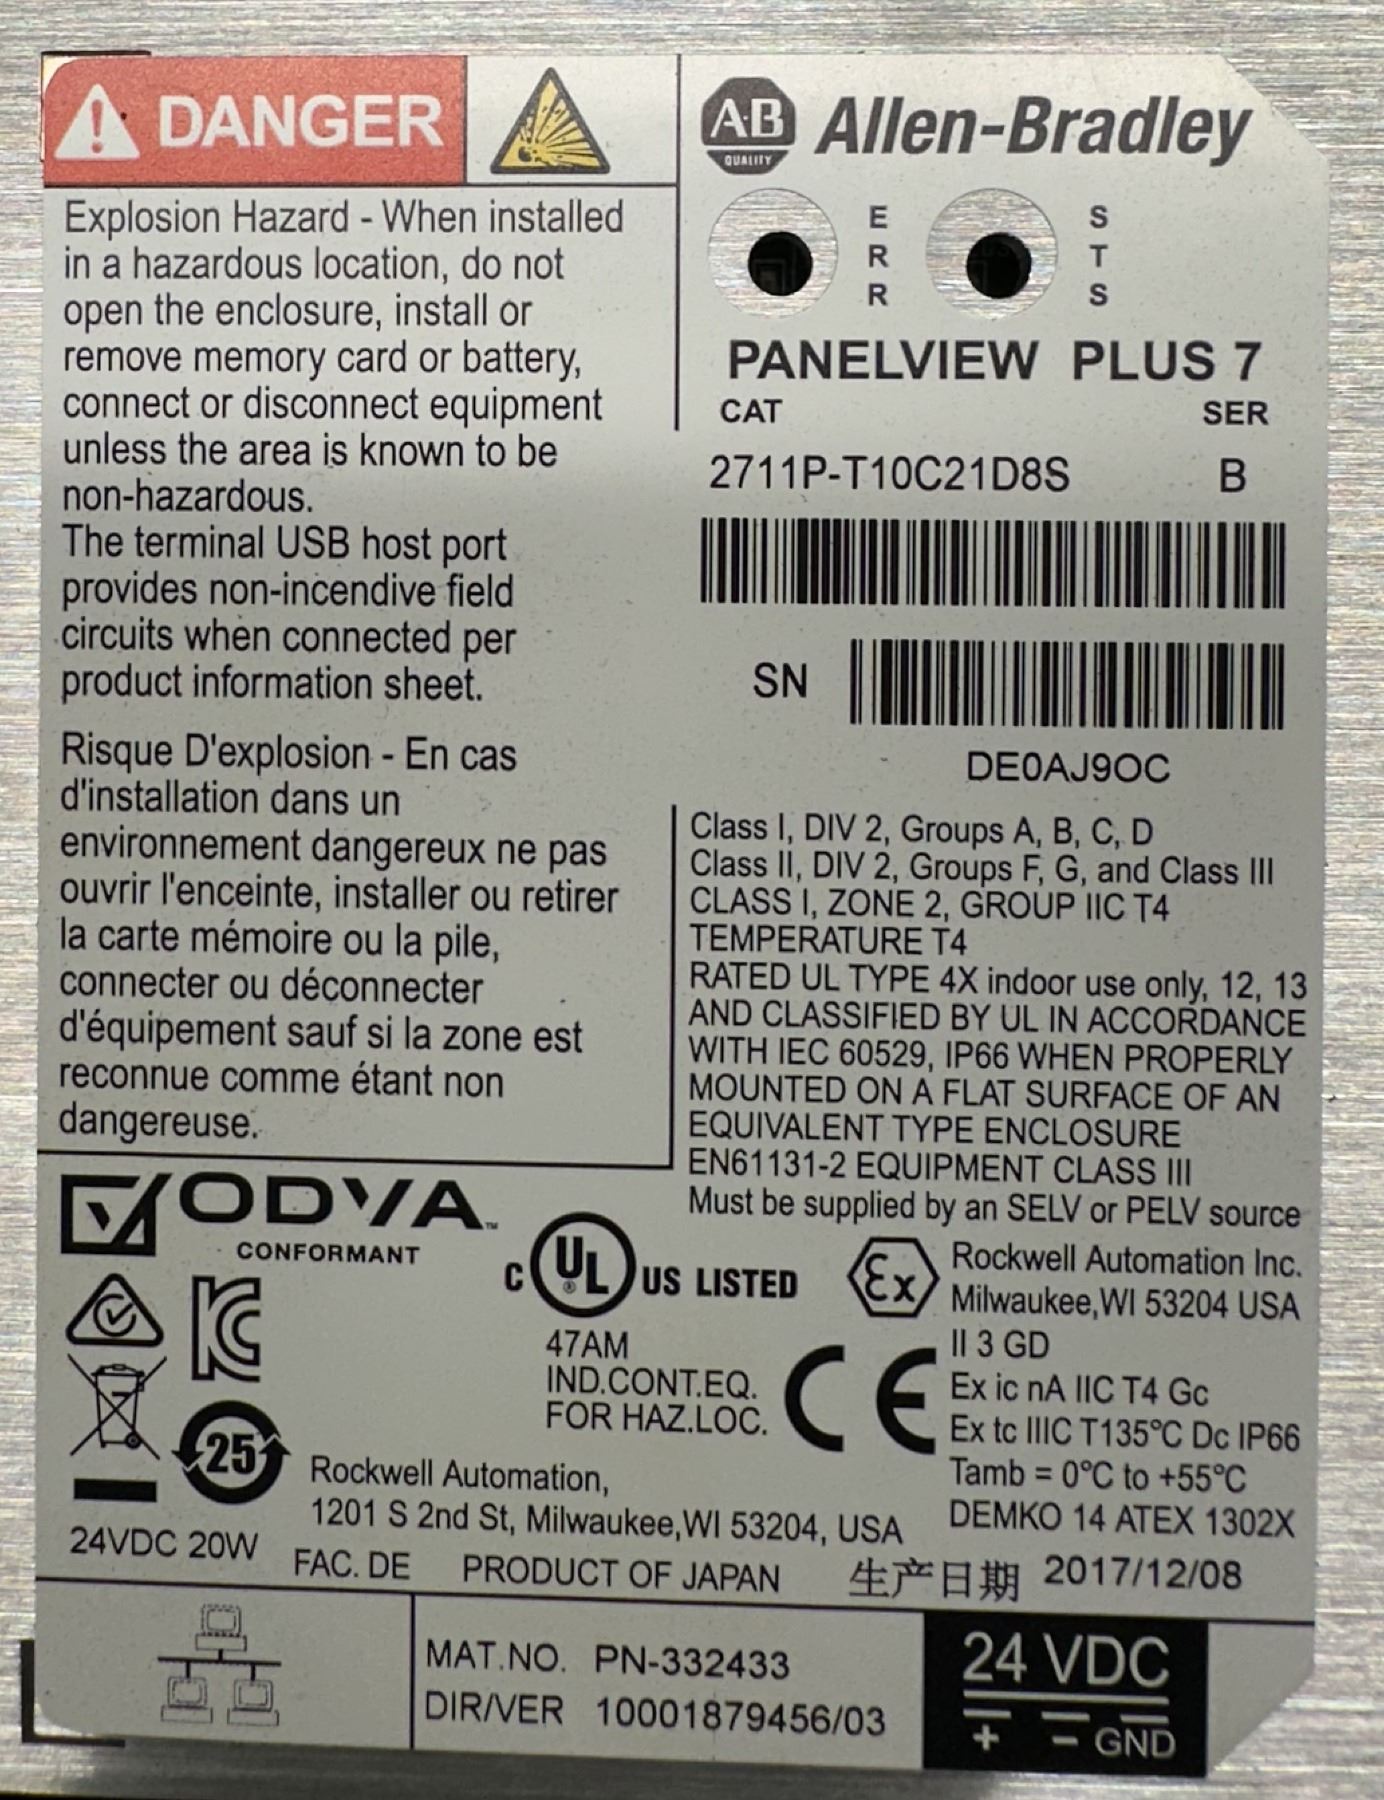 DANGER
Explosion Hazard - When installed
in a hazardous location, do not
open the enclosure, install or
remove memory card or battery,
connect or disconnect equipment
unless the area is known to be
non-hazardous.
The terminal USB host port
provides non-incendive field
circuits when connected per
product information sheet.
Risque D'explosion - En cas
d'installation dans un
environnement dangereux ne pas
ouvrir l'enceinte, installer ou retirer
la carte mémoire ou la pile,
connecter ou déconnecter
d'équipement sauf si la zone est
reconnue comme étant non
dangereuse.
A-B
QUALITY
Allen-Bradley
ERR
STS
PANELVIEW PLUS 7
CAT SER
2711P-T10C21D8S B
SN
DE0AJ9OC
Class I, DIV 2, Groups A, B, C, D
Class II, DIV 2, Groups F, G, and Class III
CLASS I, ZONE 2, GROUP IIC T4
TEMPERATURE T4
RATED UL TYPE 4X indoor use only, 12, 13
AND CLASSIFIED BY UL IN ACCORDANCE
WITH IEC 60529, IP66 WHEN PROPERLY
MOUNTED ON A FLAT SURFACE OF AN
EQUIVALENT TYPE ENCLOSURE
EN61131-2 EQUIPMENT CLASS III
Must be supplied by an SELV or PELV source
ODVA™
CONFORMANT
C UL® US LISTED
47AM
IND.CONT.EQ.
FOR HAZ.LOC.
CE
Ex
Rockwell Automation Inc.
Milwaukee,WI 53204 USA
II 3 GD
Ex ic nA IIC T4 Gc
Ex tc IIIC T135°C Dc IP66
Tamb = 0°C to +55°C
DEMKO 14 ATEX 1302X
25
24VDC 20W
Rockwell Automation,
1201 S 2nd St, Milwaukee,WI 53204, USA
FAC. DE PRODUCT OF JAPAN 生产日期 2017/12/08
MAT.NO. PN-332433
DIR/VER 10001879456/03
24 VDC
+ - GND